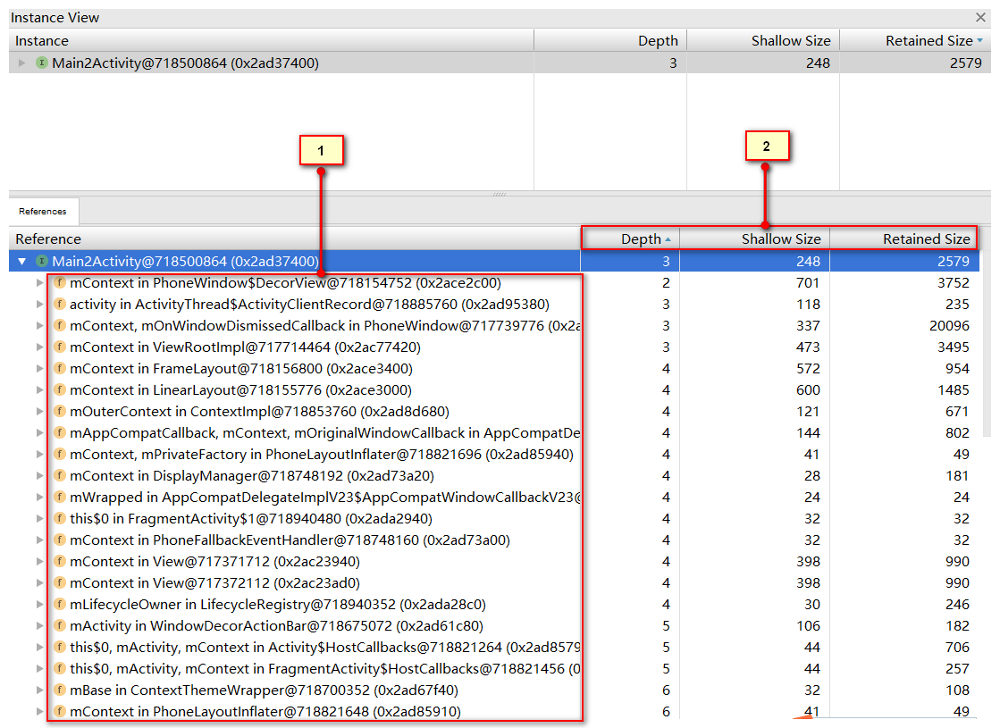 Instance View
Instance Depth Shallow Size Retained Size
Main2Activity@718500864 (0x2ad37400) 3 248 2579
1 2
References
Reference Depth Shallow Size Retained Size
Main2Activity@718500864 (0x2ad37400) 3 248 2579
f mContext in PhoneWindow$DecorView@718154752 (0x2ace2c00) 2 701 3752
f activity in ActivityThread$ActivityClientRecord@718885760 (0x2ad95380) 3 118 235
f mContext, mOnWindowDismissedCallback in PhoneWindow@717739776 (0x2a 3 337 20096
f mContext in ViewRootImpl@717714464 (0x2ac77420) 3 473 3495
f mContext in FrameLayout@718156800 (0x2ace3400) 4 572 954
f mContext in LinearLayout@718155776 (0x2ace3000) 4 600 1485
f mOuterContext in ContextImpl@718853760 (0x2ad8d680) 4 121 671
f mAppCompatCallback, mContext, mOriginalWindowCallback in AppCompatDe 4 144 802
f mContext, mPrivateFactory in PhoneLayoutInflater@718821696 (0x2ad85940) 4 41 49
f mContext in DisplayManager@718748192 (0x2ad73a20) 4 28 181
f mWrapped in AppCompatDelegateImplV23$AppCompatWindowCallbackV23@ 4 24 24
f this$0 in FragmentActivity$1@718940480 (0x2ada2940) 4 32 32
f mContext in PhoneFallbackEventHandler@718748160 (0x2ad73a00) 4 32 32
f mContext in View@717371712 (0x2ac23940) 4 398 990
f mContext in View@717372112 (0x2ac23ad0) 4 398 990
f mLifecycleOwner in LifecycleRegistry@718940352 (0x2ada28c0) 4 30 246
f mActivity in WindowDecorActionBar@718675072 (0x2ad61c80) 5 106 182
f this$0, mActivity, mContext in Activity$HostCallbacks@718821264 (0x2ad8579 5 44 706
f this$0, mActivity, mContext in FragmentActivity$HostCallbacks@718821456 (0 5 44 257
f mBase in ContextThemeWrapper@718700352 (0x2ad67f40) 6 32 108
f mContext in PhoneLayoutInflater@718821648 (0x2ad85910) 6 41 49